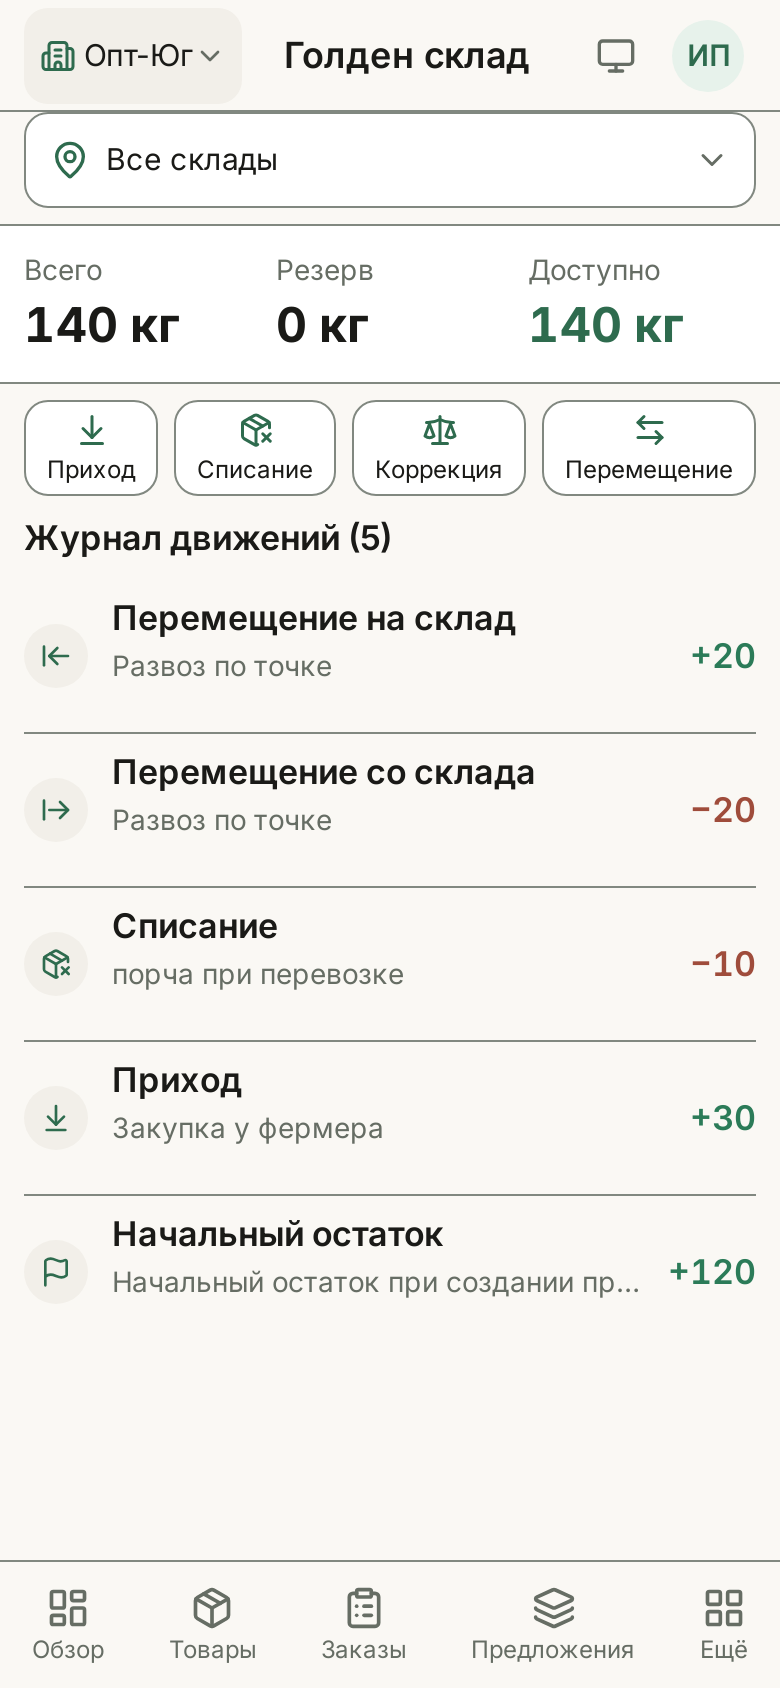 Опт-Юг
Голден склад
ИП
Все склады
Всего Резерв Доступно
140 кг 0 кг 140 кг
Приход Списание Коррекция Перемещение
Журнал движений (5)
Перемещение на склад
Развоз по точке
+20
Перемещение со склада
Развоз по точке
−20
Списание
порча при перевозке
−10
Приход
Закупка у фермера
+30
Начальный остаток
Начальный остаток при создании пр...
+120
Обзор Товары Заказы Предложения Ещё